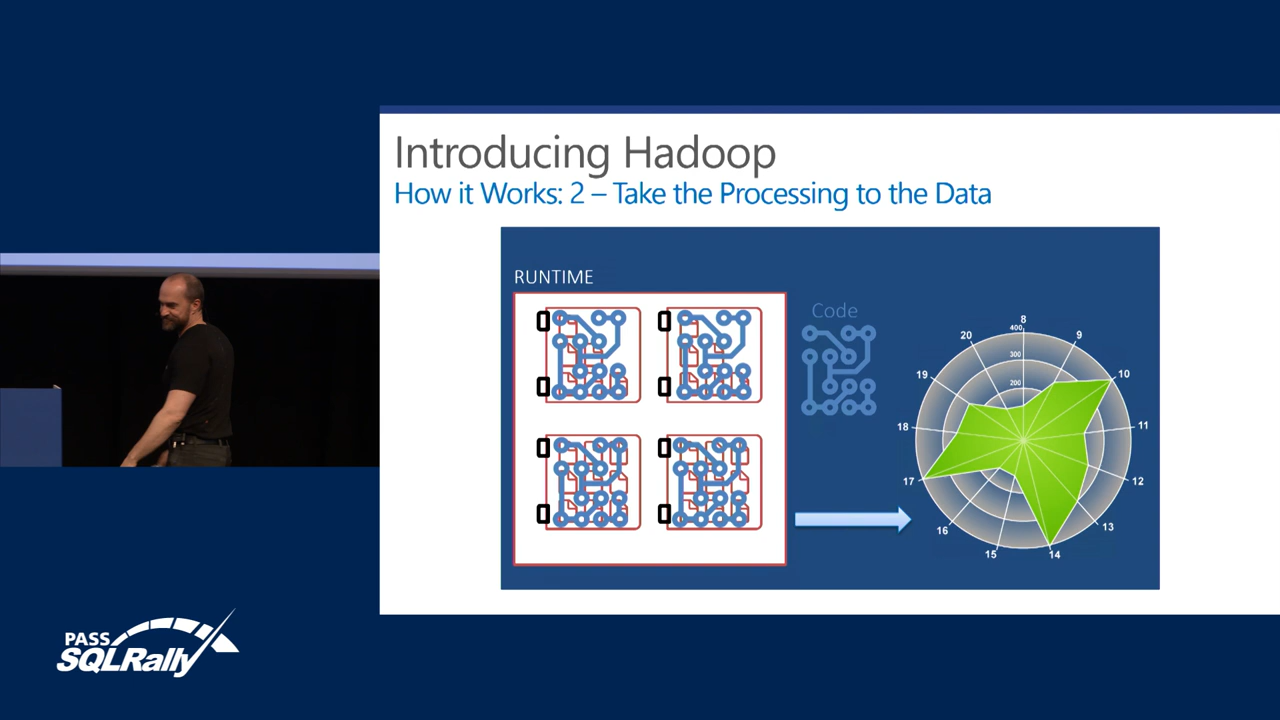 Introducing Hadoop
How it Works: 2 – Take the Processing to the Data
RUNTIME
Code
8
9
10
11
12
13
14
15
16
17
18
19
20
400
300
200
PASS
SQLRally